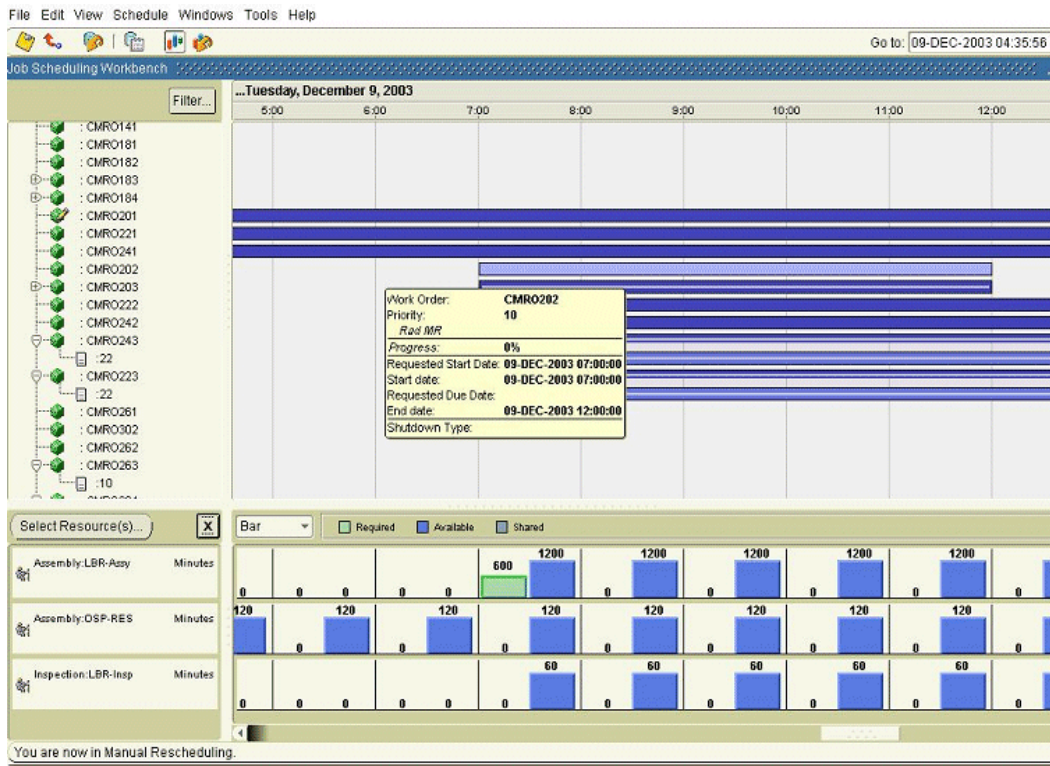 File Edit View Schedule Windows Tools Help
Go to: 09-DEC-2003 04:35:56
Job Scheduling Workbench
Filter...
...Tuesday, December 9, 2003
5:00 6:00 7:00 8:00 9:00 10:00 11:00 12:00
: CMRO141
: CMRO181
: CMRO182
: CMRO183
: CMRO184
: CMRO201
: CMRO221
: CMRO241
: CMRO202
: CMRO203
: CMRO222
: CMRO242
: CMRO243
:22
: CMRO223
:22
: CMRO261
: CMRO302
: CMRO262
: CMRO263
:10
Work Order: CMRO202
Priority: 10
Rad MR
Progress: 0%
Requested Start Date: 09-DEC-2003 07:00:00
Start date: 09-DEC-2003 07:00:00
Requested Due Date:
End date: 09-DEC-2003 12:00:00
Shutdown Type:
Select Resource(s)... X Bar Required Available Shared
Assembly:LBR-Assy Minutes
600 1200 1200 1200 1200 1200
0 0 0 0 0 0 0 0 0 0
Assembly:OSP-RES Minutes
120 120 120 120 120 120 120 120
0 0 0 0 0 0 0 0
Inspection:LBR-Insp Minutes
60 60 60 60 60
0 0 0 0 0 0 0 0 0 0 0
You are now in Manual Rescheduling.